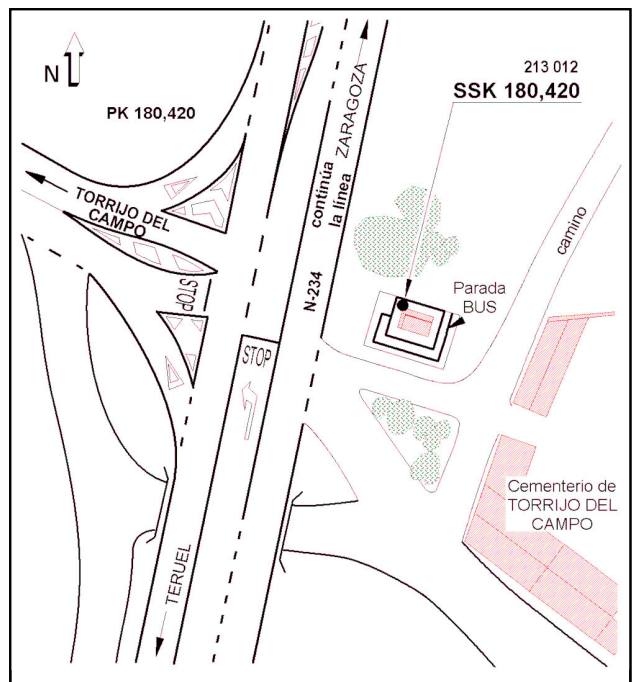 N
213 012
SSK 180,420
PK 180,420
ZARAGOZA
continúa
la línea
TORRIJO DEL
CAMPO
STOP
N-234
camino
Parada
BUS
STOP
Cementerio de
TORRIJO DEL
CAMPO
TERUEL